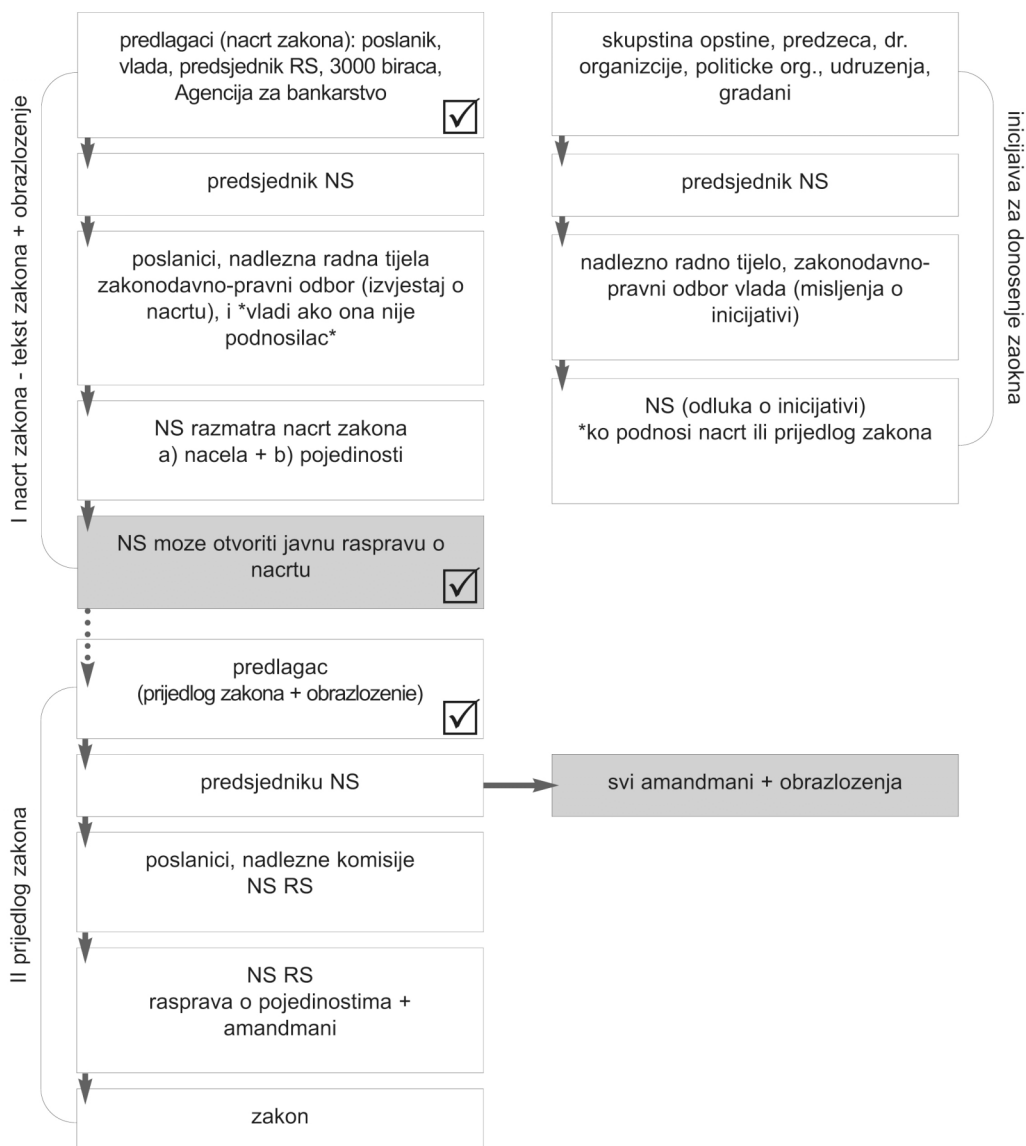 I nacrt zakona - tekst zakona + obrazlozenje
predlagaci (nacrt zakona): poslanik,
vlada, predsjednik RS, 3000 biraca,
Agencija za bankarstvo
predsjednik NS
poslanici, nadlezna radna tijela
zakonodavno-pravni odbor (izvjestaj o
nacrtu), i *vladi ako ona nije
podnosilac*
NS razmatra nacrt zakona
a) nacela + b) pojedinosti
NS moze otvoriti javnu raspravu o
nacrtu
skupstina opstine, predzeca, dr.
organizcije, politicke org., udruzenja,
gradani
predsjednik NS
nadlezno radno tijelo, zakonodavno-
pravni odbor vlada (misljenja o
inicijativi)
NS (odluka o inicijativi)
*ko podnosi nacrt ili prijedlog zakona
inicijaiva za donosenje zaokna
II prijedlog zakona
predlagac
(prijedlog zakona + obrazlozenie)
predsjedniku NS
svi amandmani + obrazlozenja
poslanici, nadlezne komisije
NS RS
NS RS
rasprava o pojedinostima +
amandmani
zakon